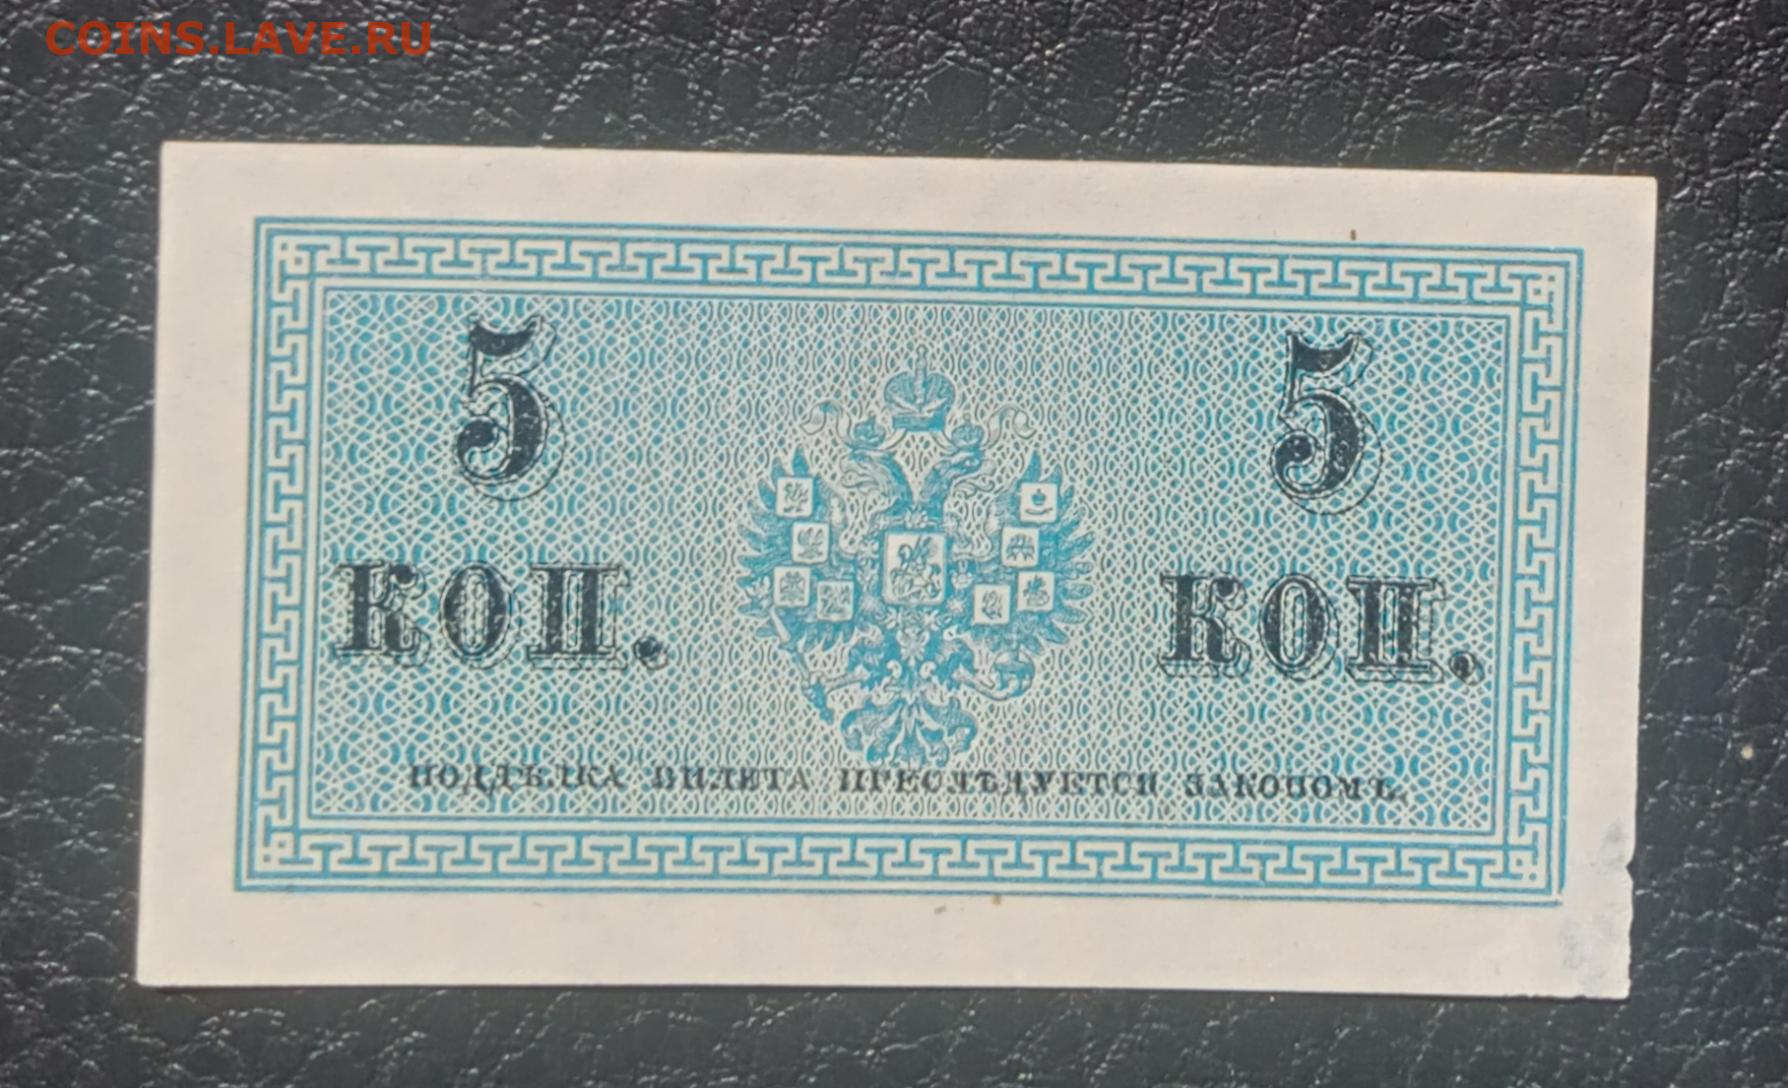 COINS.LAVE.RU
5 5
КОП. КОП.
ПОДДѢЛКА БИЛЕТА ПРЕСЛѢДУЕТСЯ ЗАКОНОМЪ.